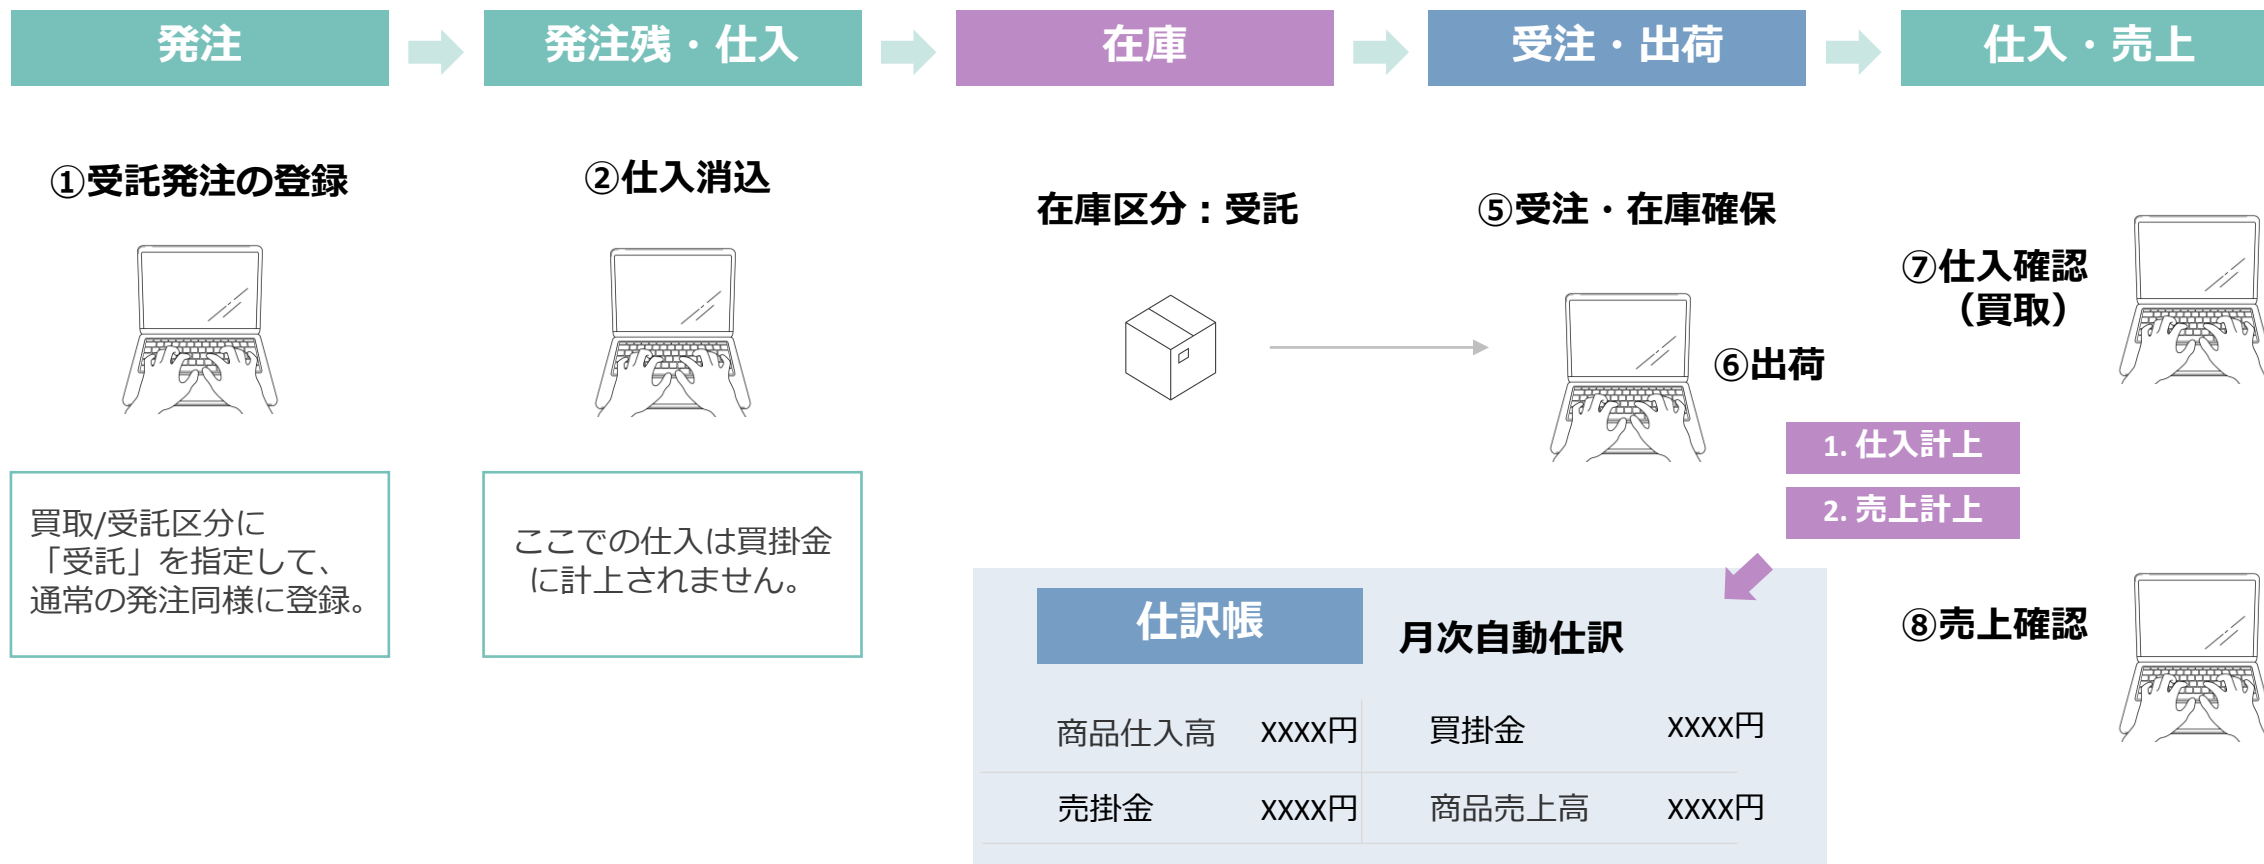 発注
発注残・仕入
在庫
受注・出荷
仕入・売上
①受託発注の登録
買取/受託区分に
「受託」を指定して、
通常の発注同様に登録。
②仕入消込
ここでの仕入は買掛金
に計上されません。
在庫区分：受託
⑤受注・在庫確保
⑥出荷
1. 仕入計上
2. 売上計上
⑦仕入確認
（買取）
⑧売上確認
仕訳帳
月次自動仕訳
商品仕入高 XXXX円 買掛金 XXXX円
売掛金 XXXX円 商品売上高 XXXX円